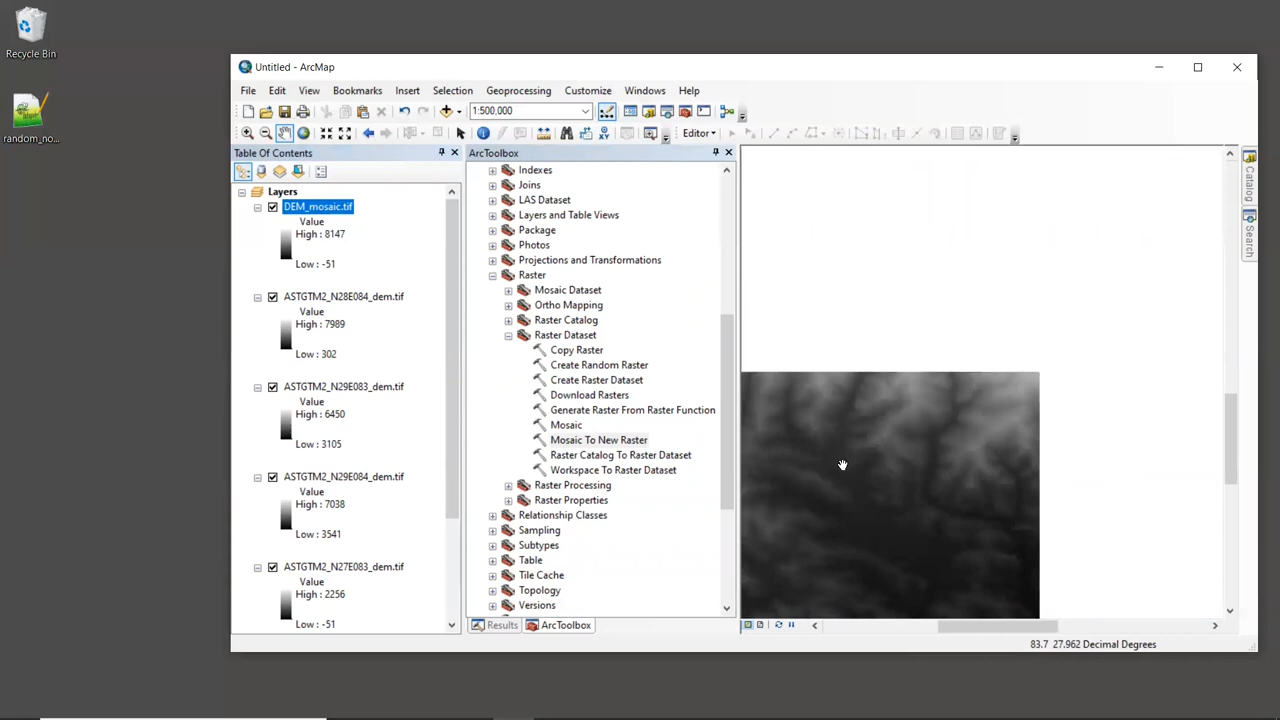 Recycle Bin
random_no...
Untitled - ArcMap
File Edit View Bookmarks Insert Selection Geoprocessing Customize Windows Help
1:500,000
Editor
Table Of Contents
Layers
DEM_mosaic.tif
Value
High : 8147
Low : -51
ASTGTM2_N28E084_dem.tif
Value
High : 7989
Low : 302
ASTGTM2_N29E083_dem.tif
Value
High : 6450
Low : 3105
ASTGTM2_N29E084_dem.tif
Value
High : 7038
Low : 3541
ASTGTM2_N27E083_dem.tif
Value
High : 2256
Low : -51
ArcToolbox
Indexes
Joins
LAS Dataset
Layers and Table Views
Package
Photos
Projections and Transformations
Raster
Mosaic Dataset
Ortho Mapping
Raster Catalog
Raster Dataset
Copy Raster
Create Random Raster
Create Raster Dataset
Download Rasters
Generate Raster From Raster Function
Mosaic
Mosaic To New Raster
Raster Catalog To Raster Dataset
Workspace To Raster Dataset
Raster Processing
Raster Properties
Relationship Classes
Sampling
Subtypes
Table
Tile Cache
Topology
Versions
Results ArcToolbox
Catalog
Search
83.7 27.962 Decimal Degrees